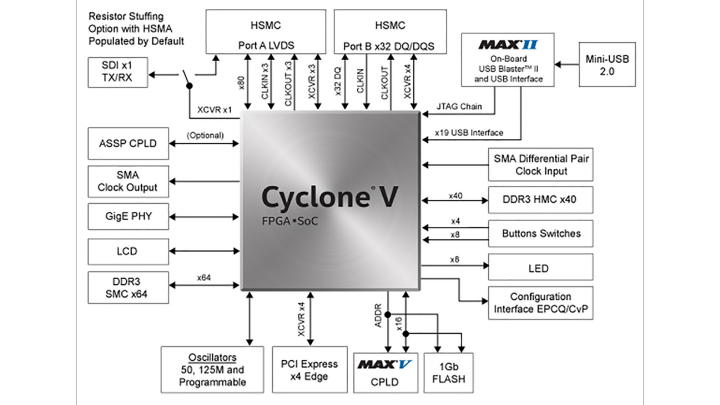 Resistor Stuffing
Option with HSMA
Populated by Default
HSMC
Port A LVDS
HSMC
Port B x32 DQ/DQS
MAX II
On-Board
USB Blaster™ II
and USB Interface
Mini-USB
2.0
SDI x1
TX/RX
XCVR x1
x80
CLKIN x3
CLKOUT x3
XCVR x3
x32 DQ
CLKIN
CLKOUT
XCVR x4
JTAG Chain
x19 USB Interface
ASSP CPLD
(Optional)
SMA
Clock Output
GigE PHY
LCD
DDR3
SMC x64
x64
Cyclone® V
FPGA • SoC
SMA Differential Pair
Clock Input
x40
DDR3 HMC x40
x4
x8
Buttons Switches
x8
LED
Configuration
Interface EPCQ/CvP
XCVR x4
ADDR
x16
Oscillators
50, 125M and
Programmable
PCI Express
x4 Edge
MAX V
CPLD
1Gb
FLASH